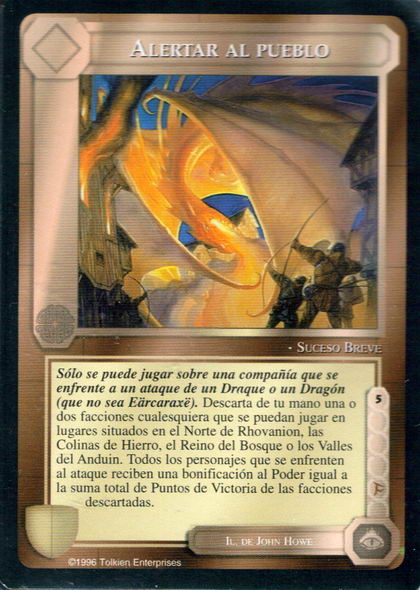 ALERTAR AL PUEBLO
- SUCESO BREVE
Sólo se puede jugar sobre una compañía que se
enfrente a un ataque de un Draque o un Dragón
(que no sea Eärcaraxë). Descarta de tu mano una o
dos facciones cualesquiera que se puedan jugar en
lugares situados en el Norte de Rhovanion, las
Colinas de Hierro, el Reino del Bosque o los Valles
del Anduin. Todos los personajes que se enfrenten
al ataque reciben una bonificación al Poder igual a
la suma total de Puntos de Victoria de las facciones
descartadas.
5
IL. DE JOHN HOWE
©1996 Tolkien Enterprises